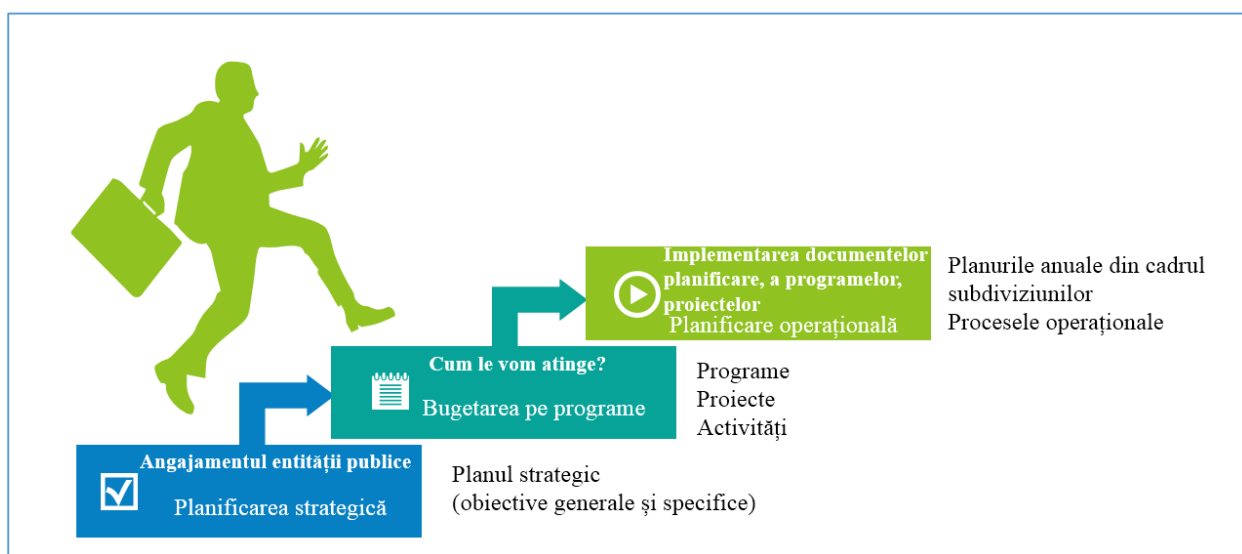 Implementarea documentelor
planificare, a programelor,
proiectelor
Planificare operațională
Planurile anuale din cadrul
subdiviziunilor
Procesele operaționale
Cum le vom atinge?
Bugetarea pe programe
Programe
Proiecte
Activități
Angajamentul entității publice
Planificarea strategică
Planul strategic
(obiective generale și specifice)